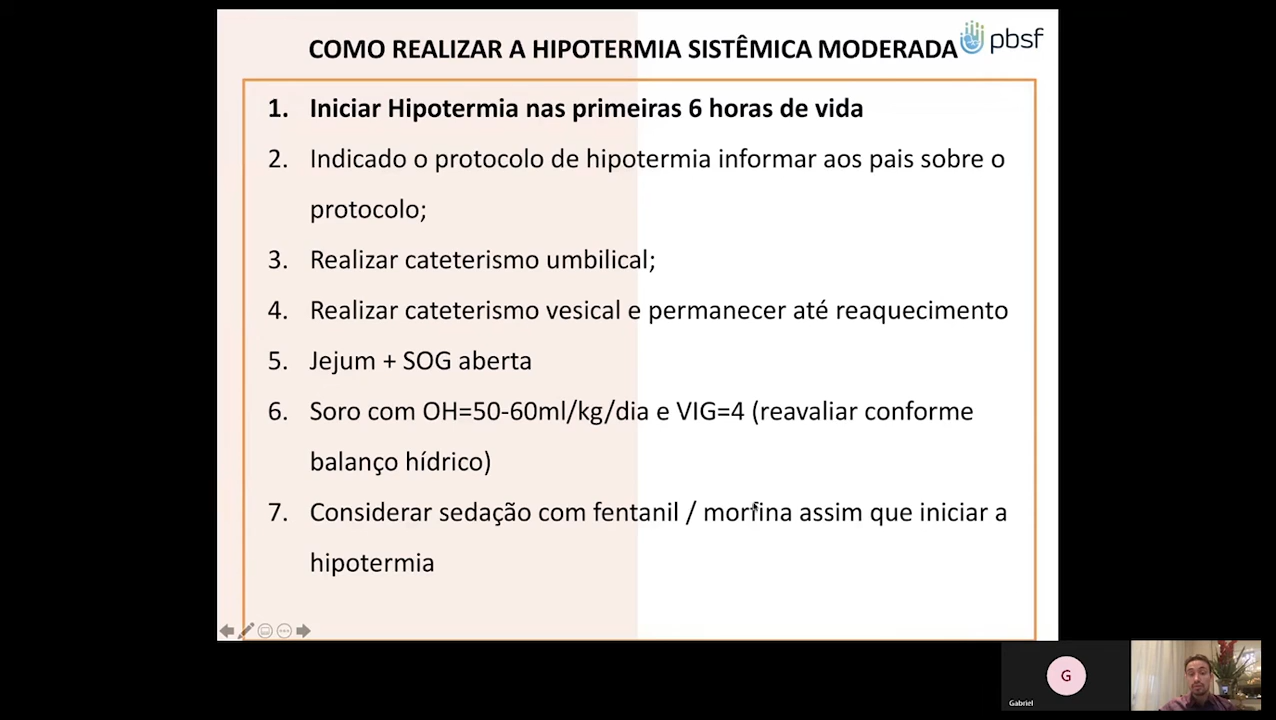 COMO REALIZAR A HIPOTERMIA SISTÊMICA MODERADA
pbsf
1. Iniciar Hipotermia nas primeiras 6 horas de vida
2. Indicado o protocolo de hipotermia informar aos pais sobre o
protocolo;
3. Realizar cateterismo umbilical;
4. Realizar cateterismo vesical e permanecer até reaquecimento
5. Jejum + SOG aberta
6. Soro com OH=50-60ml/kg/dia e VIG=4 (reavaliar conforme
balanço hídrico)
7. Considerar sedação com fentanil / morfina assim que iniciar a
hipotermia
G
Gabriel